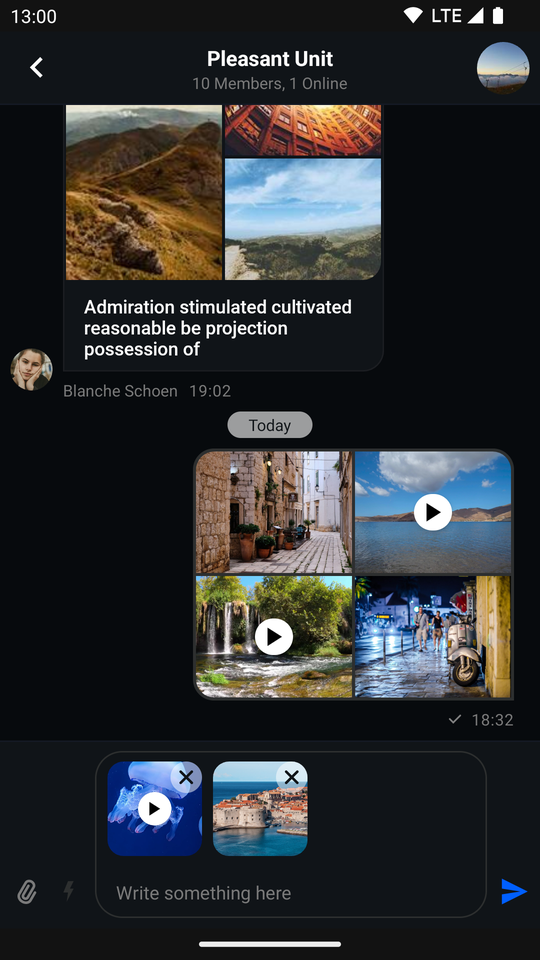 13:00
LTE
Pleasant Unit
10 Members, 1 Online
Admiration stimulated cultivated
reasonable be projection
possession of
Blanche Schoen 19:02
Today
18:32
Write something here